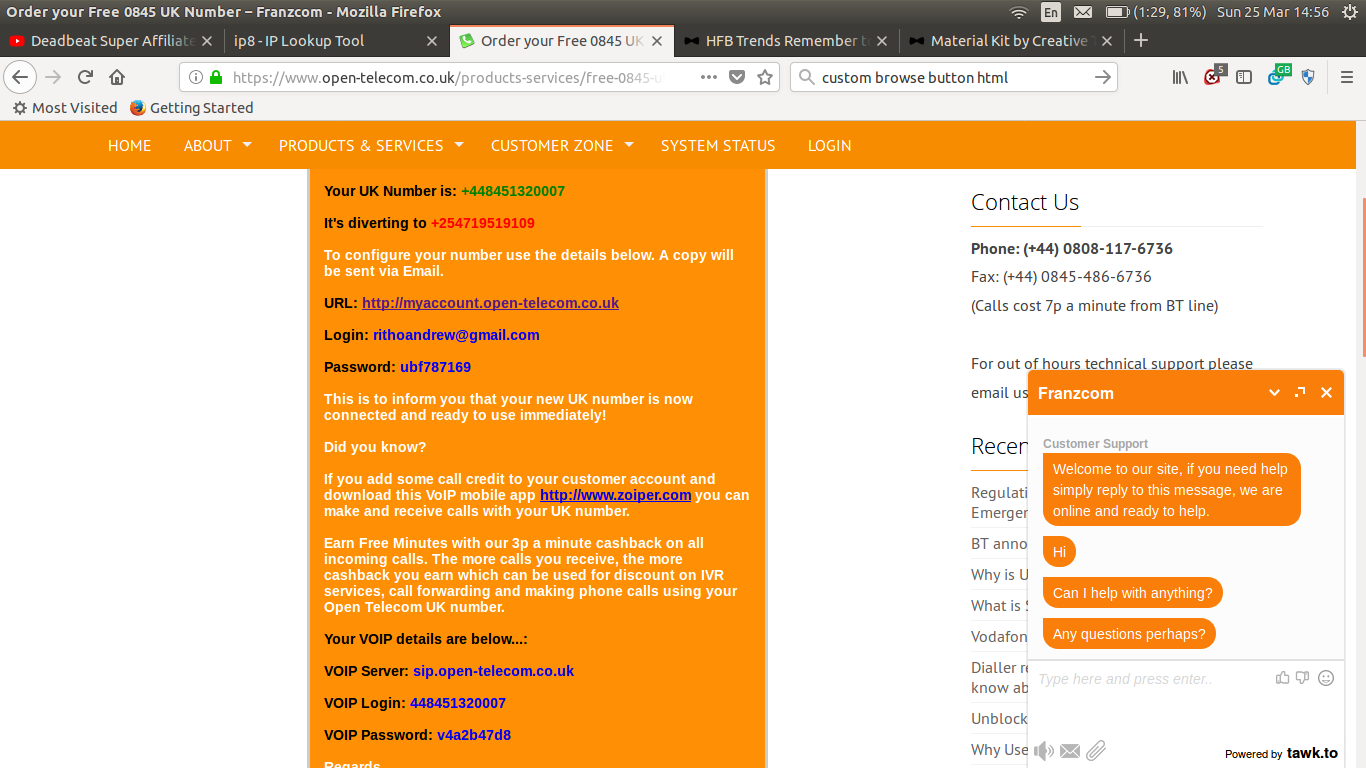 Order your Free 0845 UK Number – Franzcom - Mozilla Firefox
En (1:29, 81%) Sun 25 Mar 14:56
Deadbeat Super Affiliate
ip8 - IP Lookup Tool
Order your Free 0845 UK
HFB Trends Remember t
Material Kit by Creative T
https://www.open-telecom.co.uk/products-services/free-0845-u
custom browse button html
5
GB
Most Visited
Getting Started
HOME
ABOUT
PRODUCTS & SERVICES
CUSTOMER ZONE
SYSTEM STATUS
LOGIN
Your UK Number is: +448451320007
It's diverting to +254719519109
To configure your number use the details below. A copy will
be sent via Email.
URL: http://myaccount.open-telecom.co.uk
Login: rithoandrew@gmail.com
Password: ubf787169
This is to inform you that your new UK number is now
connected and ready to use immediately!
Did you know?
If you add some call credit to your customer account and
download this VoIP mobile app http://www.zoiper.com you can
make and receive calls with your UK number.
Earn Free Minutes with our 3p a minute cashback on all
incoming calls. The more calls you receive, the more
cashback you earn which can be used for discount on IVR
services, call forwarding and making phone calls using your
Open Telecom UK number.
Your VOIP details are below...:
VOIP Server: sip.open-telecom.co.uk
VOIP Login: 448451320007
VOIP Password: v4a2b47d8
Regards
Contact Us
Phone: (+44) 0808-117-6736
Fax: (+44) 0845-486-6736
(Calls cost 7p a minute from BT line)
For out of hours technical support please
email us
Recen
Regulati
Emerger
BT anno
Why is U
What is S
Vodafon
Dialler re
know ab
Unblock
Why Use
Franzcom
Customer Support
Welcome to our site, if you need help
simply reply to this message, we are
online and ready to help.
Hi
Can I help with anything?
Any questions perhaps?
Type here and press enter..
Powered by tawk.to